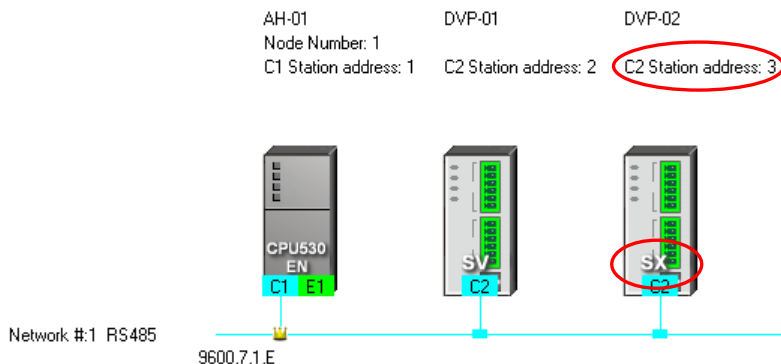 AH-01
Node Number: 1
C1 Station address: 1
DVP-01
C2 Station address: 2
DVP-02
C2 Station address: 3
CPU530
EN
C1 E1
SV
C2
SX
C2
Network #:1 RS485
9600,7,1,E